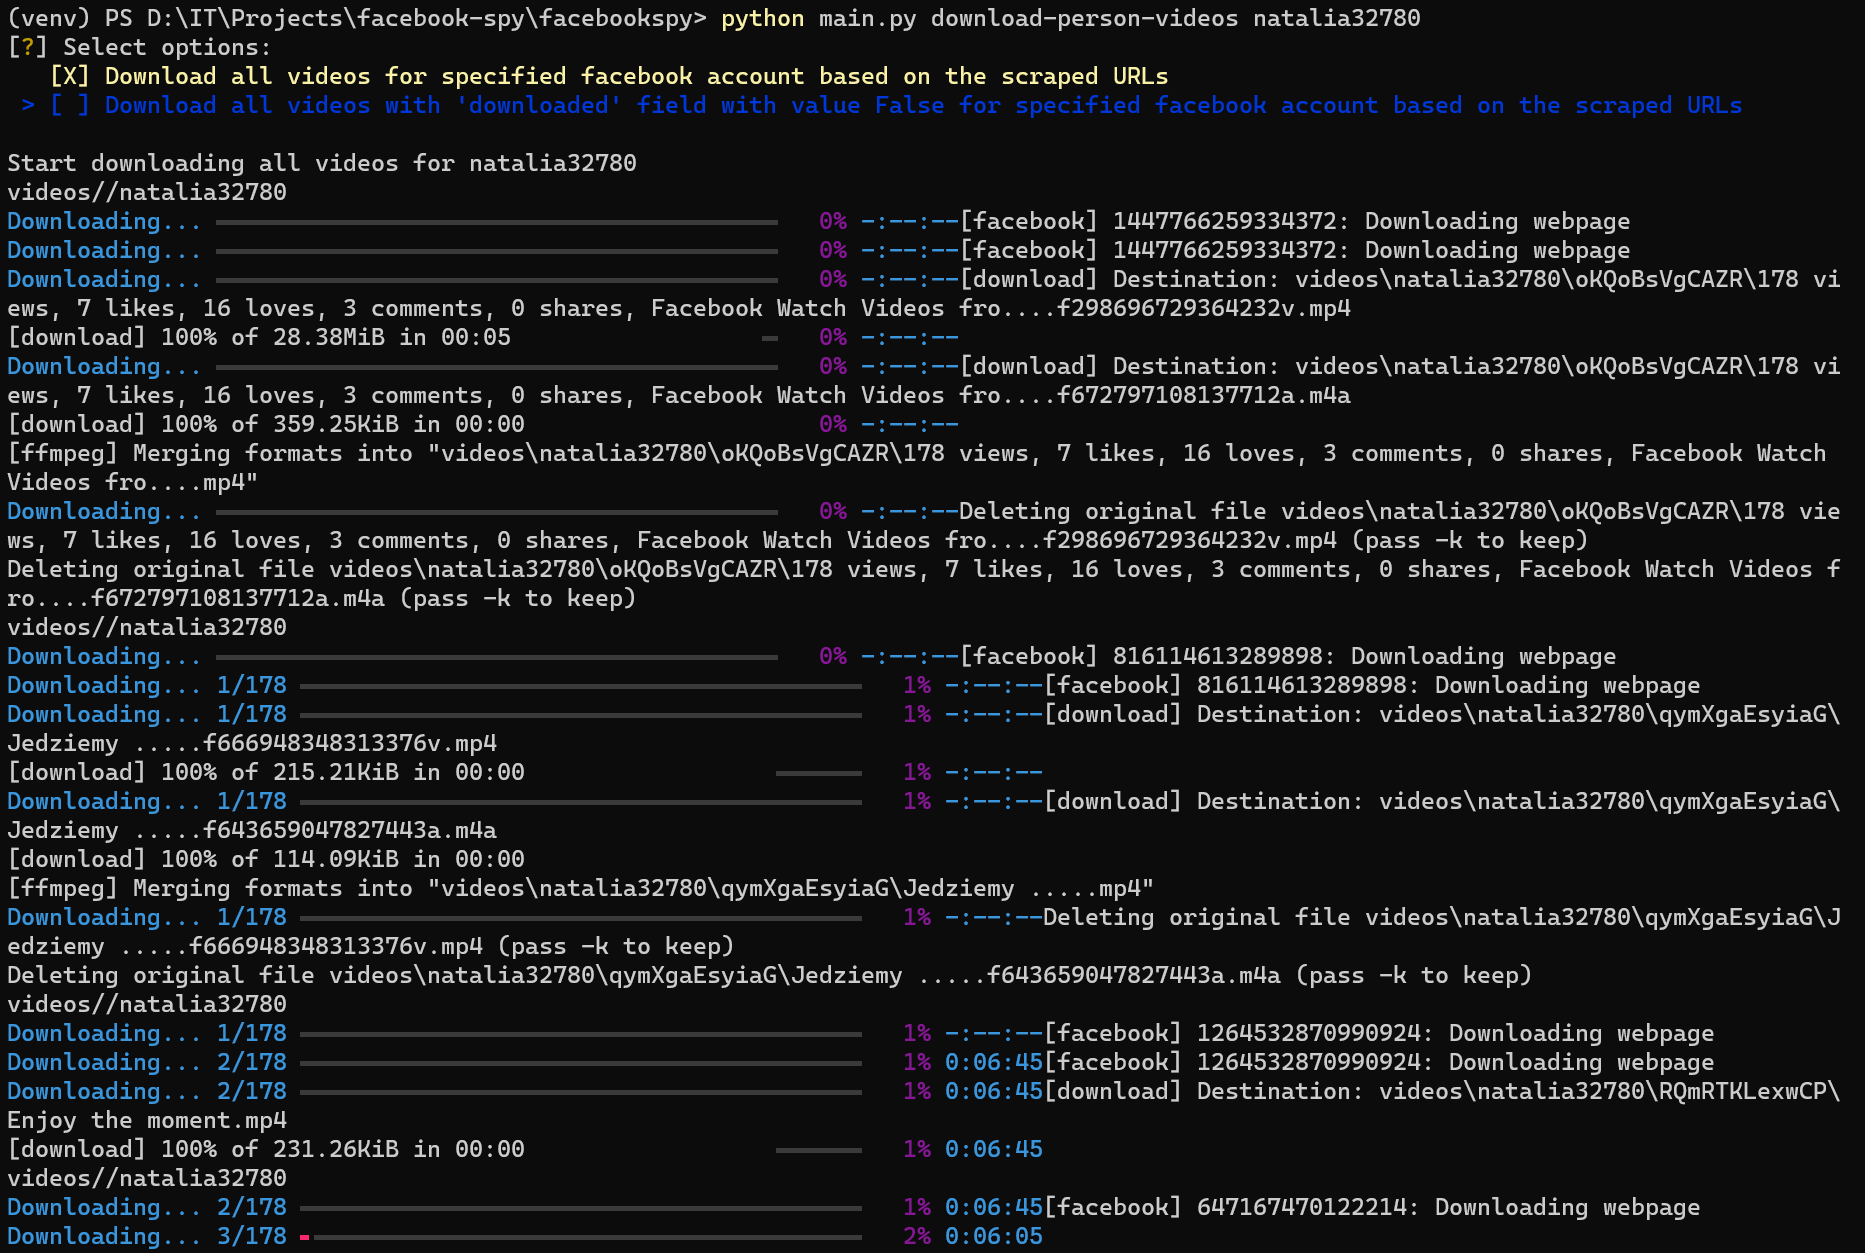 (venv) PS D:\IT\Projects\facebook-spy\facebookspy> python main.py download-person-videos natalia32780
[?] Select options:
   [X] Download all videos for specified facebook account based on the scraped URLs
 > [ ] Download all videos with 'downloaded' field with value False for specified facebook account based on the scraped URLs

Start downloading all videos for natalia32780
videos//natalia32780
Downloading...   0% -:--:--[facebook] 1447766259334372: Downloading webpage
Downloading...   0% -:--:--[facebook] 1447766259334372: Downloading webpage
Downloading...   0% -:--:--[download] Destination: videos\natalia32780\oKQoBsVgCAZR\178 vi
ews, 7 likes, 16 loves, 3 comments, 0 shares, Facebook Watch Videos fro....f298696729364232v.mp4
[download] 100% of 28.38MiB in 00:05   0% -:--:--
Downloading...   0% -:--:--[download] Destination: videos\natalia32780\oKQoBsVgCAZR\178 vi
ews, 7 likes, 16 loves, 3 comments, 0 shares, Facebook Watch Videos fro....f672797108137712a.m4a
[download] 100% of 359.25KiB in 00:00   0% -:--:--
[ffmpeg] Merging formats into "videos\natalia32780\oKQoBsVgCAZR\178 views, 7 likes, 16 loves, 3 comments, 0 shares, Facebook Watch
Videos fro....mp4"
Downloading...   0% -:--:--Deleting original file videos\natalia32780\oKQoBsVgCAZR\178 vie
ws, 7 likes, 16 loves, 3 comments, 0 shares, Facebook Watch Videos fro....f298696729364232v.mp4 (pass -k to keep)
Deleting original file videos\natalia32780\oKQoBsVgCAZR\178 views, 7 likes, 16 loves, 3 comments, 0 shares, Facebook Watch Videos f
ro....f672797108137712a.m4a (pass -k to keep)
videos//natalia32780
Downloading...   0% -:--:--[facebook] 816114613289898: Downloading webpage
Downloading... 1/178   1% -:--:--[facebook] 816114613289898: Downloading webpage
Downloading... 1/178   1% -:--:--[download] Destination: videos\natalia32780\qymXgaEsyiaG\
Jedziemy .....f666948348313376v.mp4
[download] 100% of 215.21KiB in 00:00   1% -:--:--
Downloading... 1/178   1% -:--:--[download] Destination: videos\natalia32780\qymXgaEsyiaG\
Jedziemy .....f643659047827443a.m4a
[download] 100% of 114.09KiB in 00:00
[ffmpeg] Merging formats into "videos\natalia32780\qymXgaEsyiaG\Jedziemy .....mp4"
Downloading... 1/178   1% -:--:--Deleting original file videos\natalia32780\qymXgaEsyiaG\J
edziemy .....f666948348313376v.mp4 (pass -k to keep)
Deleting original file videos\natalia32780\qymXgaEsyiaG\Jedziemy .....f643659047827443a.m4a (pass -k to keep)
videos//natalia32780
Downloading... 1/178   1% -:--:--[facebook] 1264532870990924: Downloading webpage
Downloading... 2/178   1% 0:06:45[facebook] 1264532870990924: Downloading webpage
Downloading... 2/178   1% 0:06:45[download] Destination: videos\natalia32780\RQmRTKLexwCP\
Enjoy the moment.mp4
[download] 100% of 231.26KiB in 00:00   1% 0:06:45
videos//natalia32780
Downloading... 2/178   1% 0:06:45[facebook] 647167470122214: Downloading webpage
Downloading... 3/178   2% 0:06:05